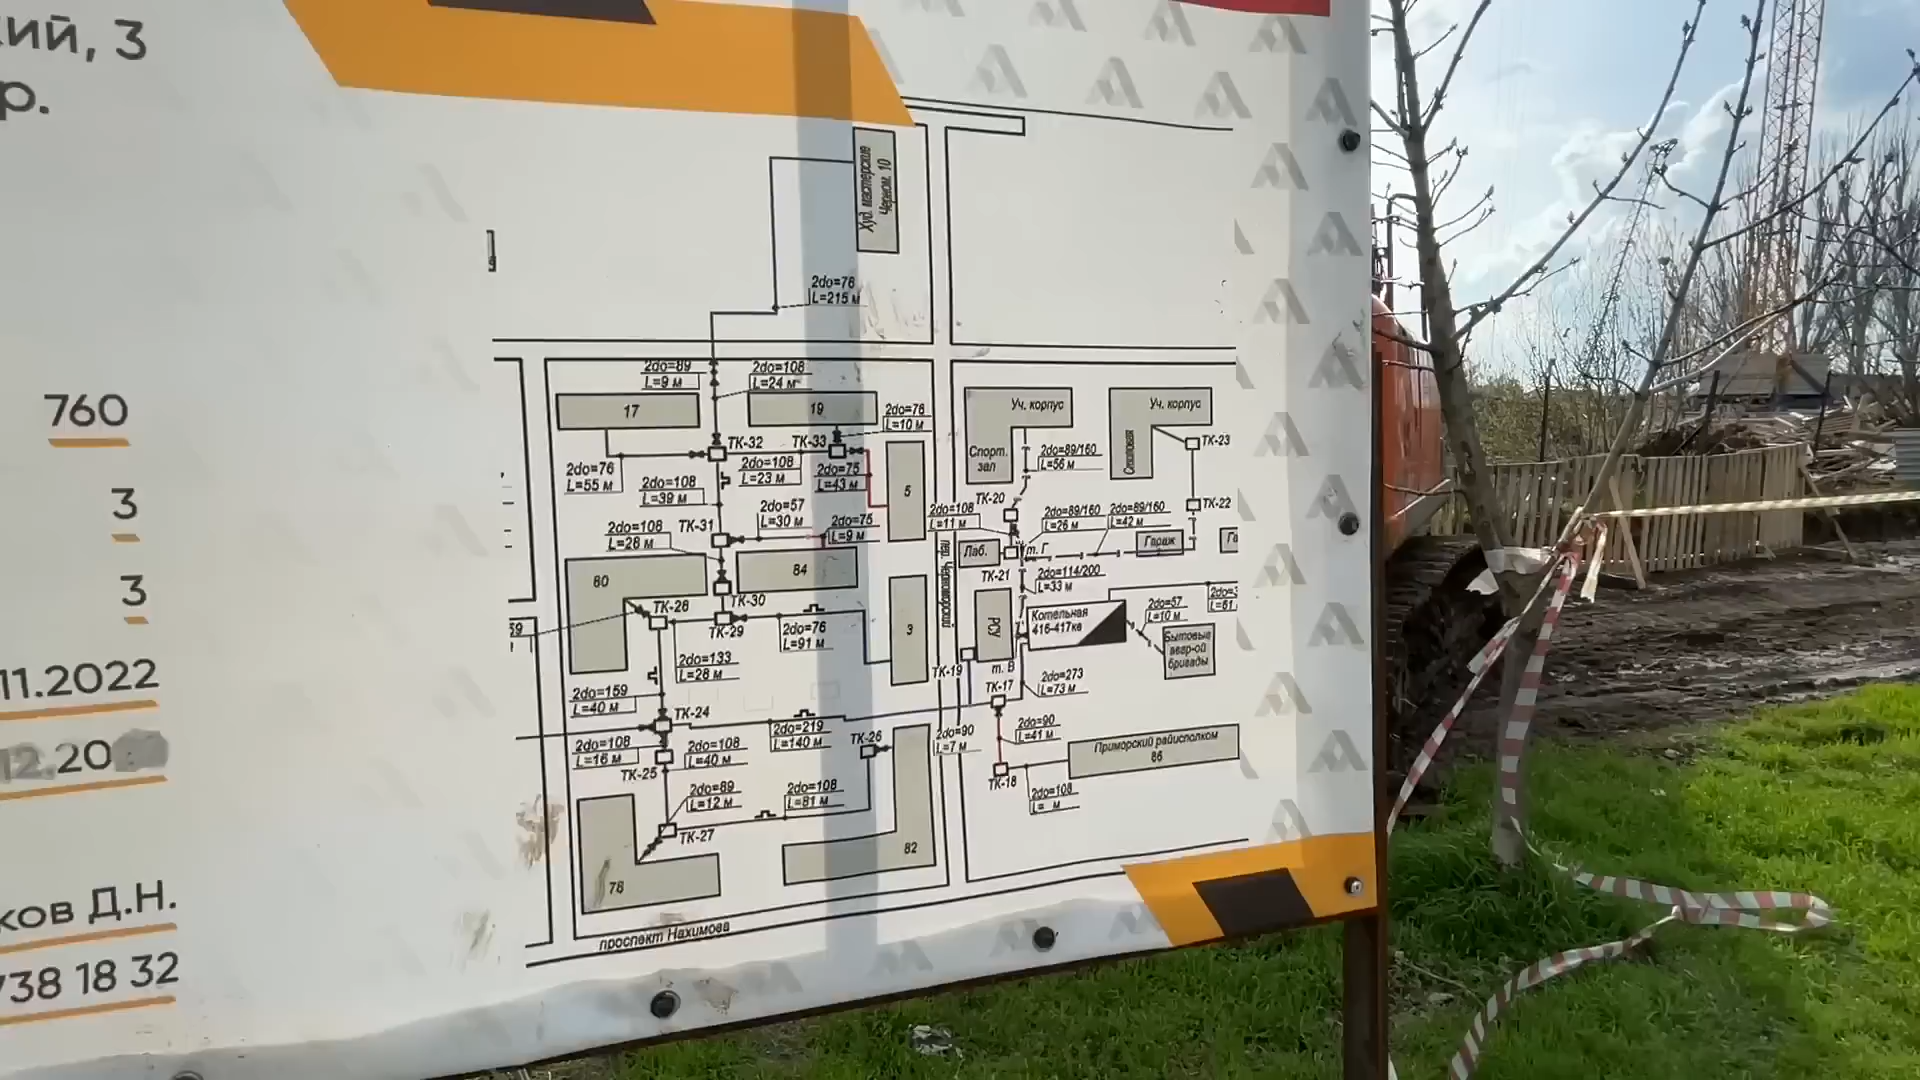 кий, 3
р.
760
3
3
11.2022
12.20
ков Д.Н.
738 18 32
Худ. мастерские
Черном. 10
2do=76
L=215 м
2do=89
L=9 м
2do=108
L=24 м
17
19
2do=76
L=10 м
ТК-32
ТК-33
2do=76
L=55 м
2do=108
L=23 м
2do=75
L=43 м
5
2do=108
L=39 м
2do=57
L=30 м
2do=75
L=9 м
ТК-31
2do=108
L=28 м
80
84
ТК-28
ТК-30
ТК-29
2do=76
L=91 м
3
59
2do=133
L=28 м
2do=159
L=40 м
ТК-24
2do=219
L=140 м
ТК-26
2do=108
L=16 м
2do=108
L=40 м
ТК-25
2do=89
L=12 м
2do=108
L=81 м
ТК-27
78
82
проспект Нахимова
пер. Черноморский
Уч. корпус
Спорт.
зал
Уч. корпус
Столовая
ТК-23
2do=89/160
L=56 м
ТК-20
ТК-22
2do=108
L=11 м
2do=89/160
L=26 м
2do=89/160
L=42 м
Лаб.
т. Г
Гараж
Га
ТК-21
2do=114/200
L=33 м
РСУ
Котельная
416-417кв
2do=57
L=10 м
L=61
Бытовые
авар-ой
бригады
ТК-19
т. В
ТК-17
2do=273
L=73 м
2do=90
L=7 м
2do=90
L=41 м
Приморский райисполком
86
ТК-18
2do=108
L= м